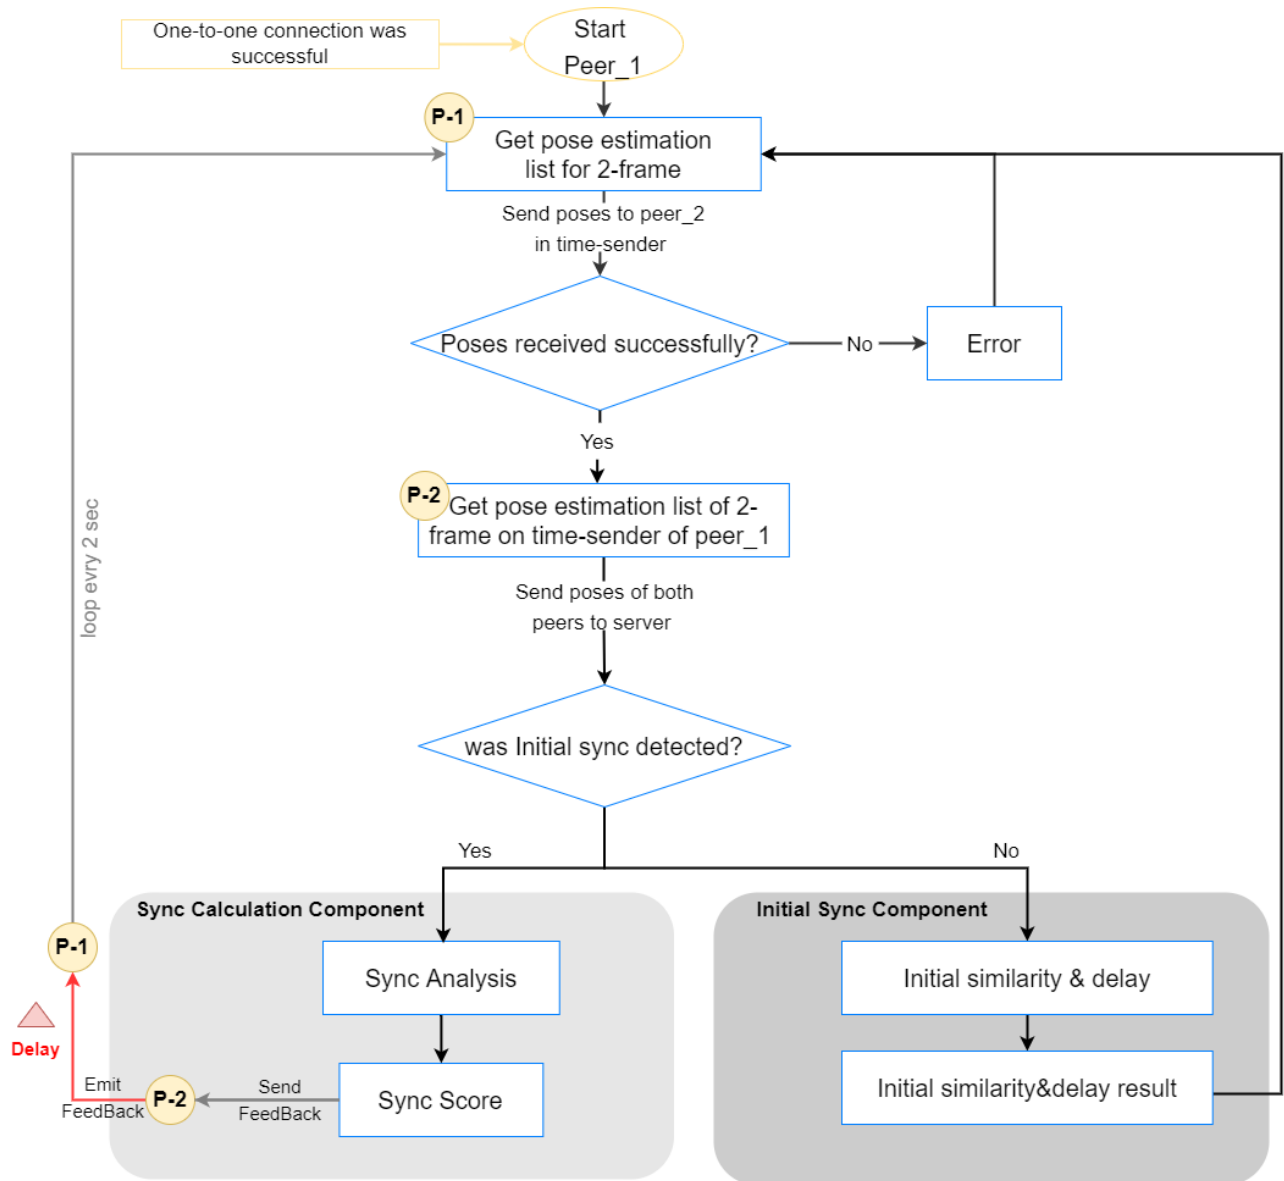 One-to-one connection was
successful
Start
Peer_1
P-1
Get pose estimation
list for 2-frame
Send poses to peer_2
in time-sender
Poses received successfully?
No
Error
Yes
P-2
Get pose estimation list of 2-
frame on time-sender of peer_1
loop evry 2 sec
Send poses of both
peers to server
was Initial sync detected?
Yes
No
Sync Calculation Component
Initial Sync Component
P-1
Sync Analysis
Initial similarity & delay
Delay
Emit
FeedBack
P-2
Send
FeedBack
Sync Score
Initial similarity&delay result